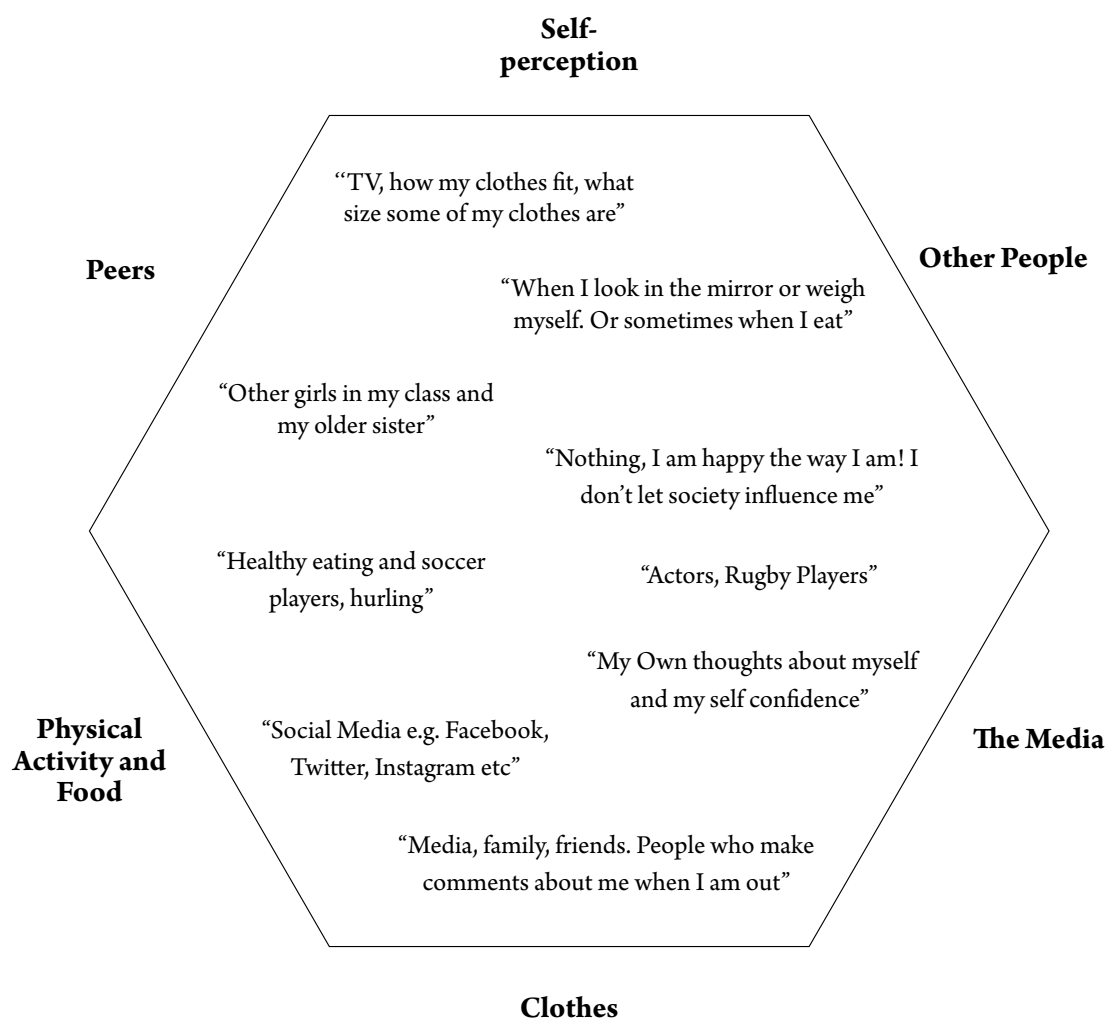 Self-
perception
‘‘TV, how my clothes fit, what
size some of my clothes are”
Peers
Other People
“When I look in the mirror or weigh
myself. Or sometimes when I eat”
“Other girls in my class and
my older sister”
“Nothing, I am happy the way I am! I
don’t let society influence me”
“Healthy eating and soccer
players, hurling”
“Actors, Rugby Players”
“My Own thoughts about myself
and my self confidence”
Physical
Activity and
Food
“Social Media e.g. Facebook,
Twitter, Instagram etc”
The Media
“Media, family, friends. People who make
comments about me when I am out”
Clothes